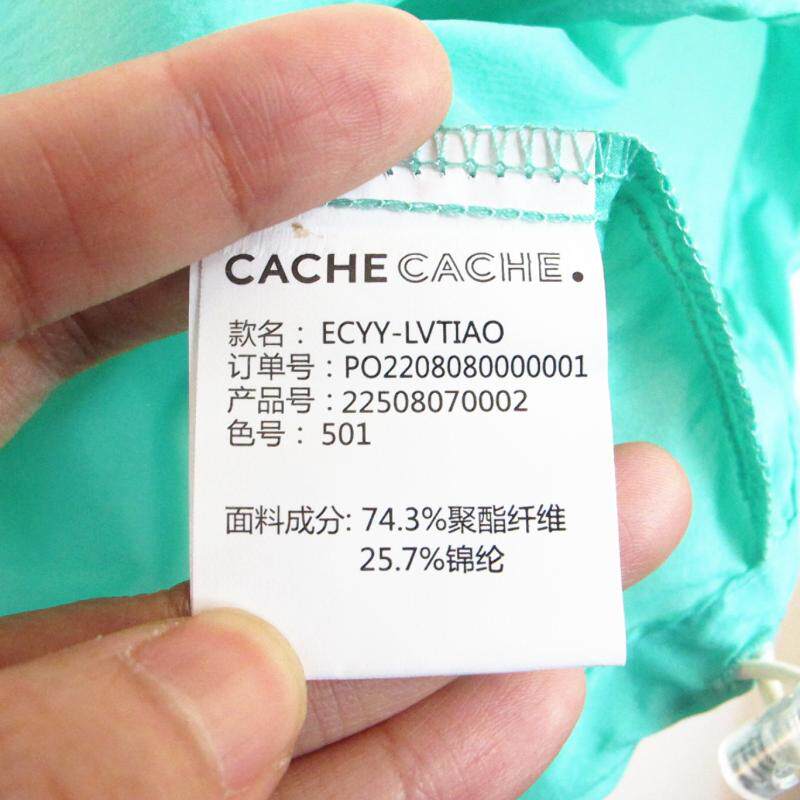 CACHE CACHE.
款名： ECYY-LVTIAO
订单号：PO2208080000001
产品号：22508070002
色号： 501
面料成分: 74.3%聚酯纤维
25.7%锦纶